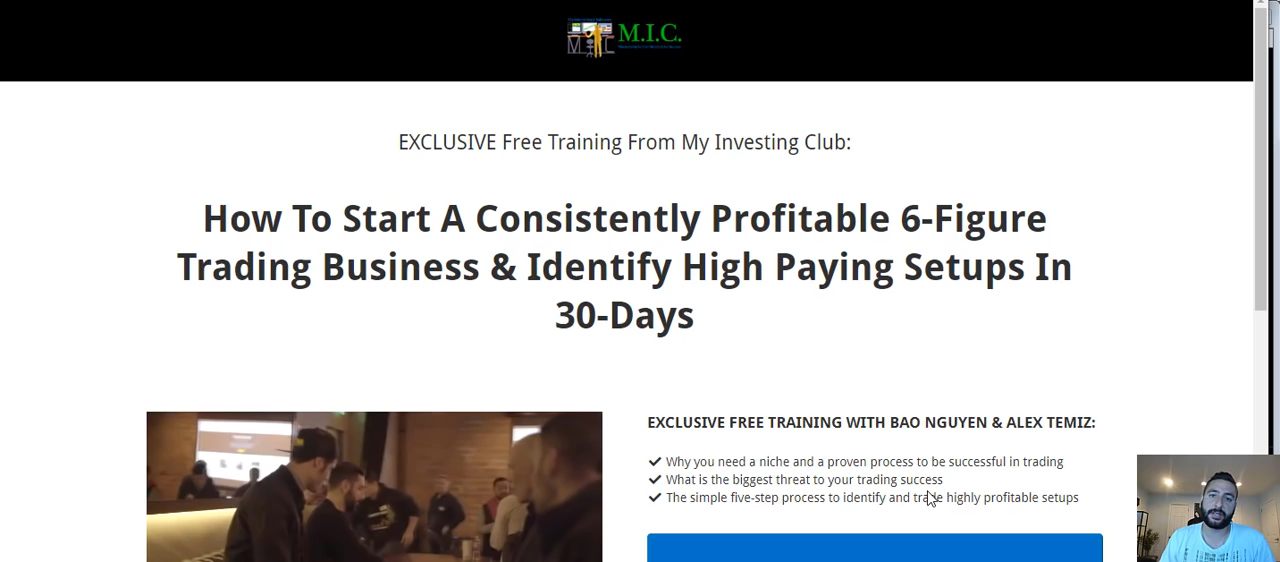 M.I.C.
EXCLUSIVE Free Training From My Investing Club:
How To Start A Consistently Profitable 6-Figure
Trading Business & Identify High Paying Setups In
30-Days
EXCLUSIVE FREE TRAINING WITH BAO NGUYEN & ALEX TEMIZ:
Why you need a niche and a proven process to be successful in trading
What is the biggest threat to your trading success
The simple five-step process to identify and trade highly profitable setups